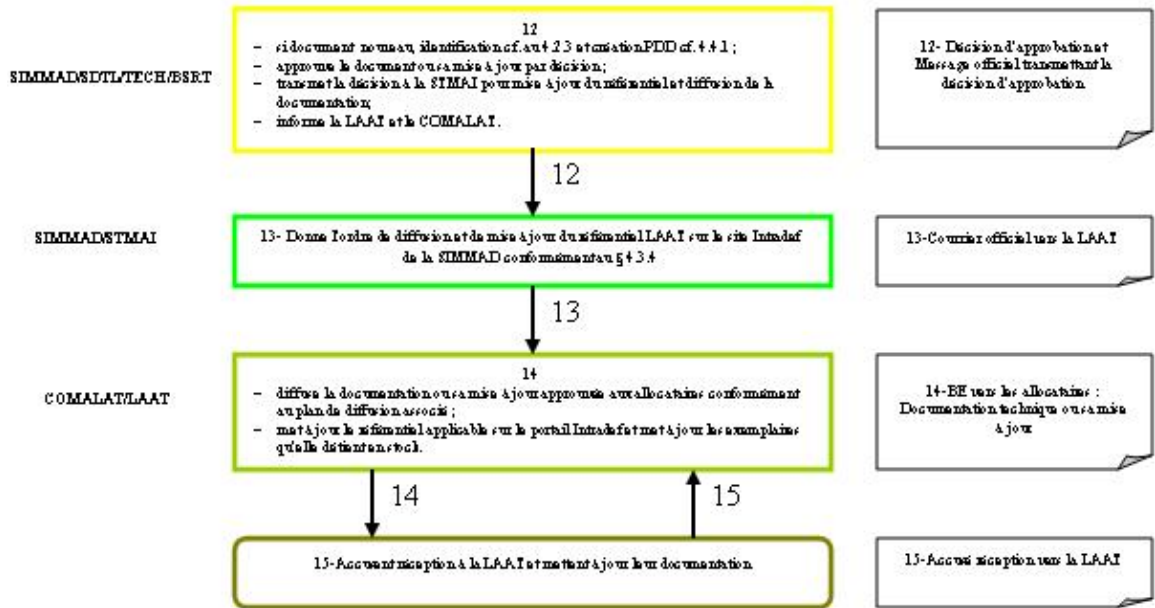 12
SIMMAD/SDTL/TECH/BSRT
– si document nouveau, identification cf. au 4.2.3 et création PDD cf. 4.4.1 ;
– approuve le document ou sa mise à jour par décision;
– transmet la décision à la STMAI pour mise à jour du référentiel et diffusion de la
documentation;
– informe la LAAT et le COMALAT.
12- Décision d'approbation et
Message officiel transmettant la
décision d'approbation
12
SIMMAD/STMAI
13- Donne l'ordre de diffusion et de mise à jour du référentiel LAAT sur le site Intradef
de la SIMMAD conformément au § 4.3.4
13-Courrier officiel vers la LAAT
13
COMALAT/LAAT
14
– diffuse la documentation ou sa mise à jour approuvée aux allocataires conformément
au plan de diffusion associé ;
– met à jour le référentiel applicable sur le portail Intradef et met à jour les exemplaires
qu'elle détient en stock.
14-BE vers les allocataires :
Documentation technique ou sa mise
à jour
14
15
15-Accusent réception à la LAAT et mettent à jour leur documentation
15-Accusé réception vers la LAAT